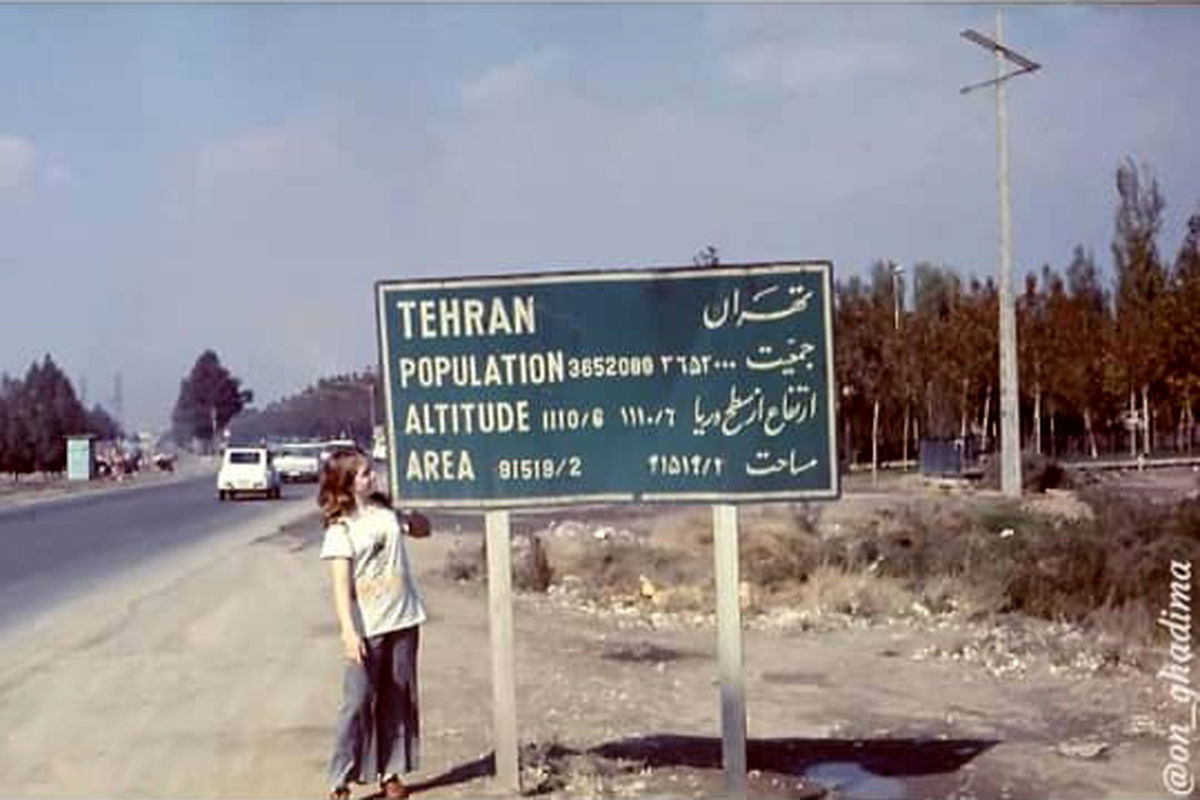 TEHRAN تهران
POPULATION 3652000 ۳٦۵۲۰۰۰ جمعیت
ALTITUDE 1110/6 ۱۱۱۰/٦ ارتفاع از سطح دریا
AREA 91519/2 ۹۱۵۱۹/۲ مساحت
@on_ghadima